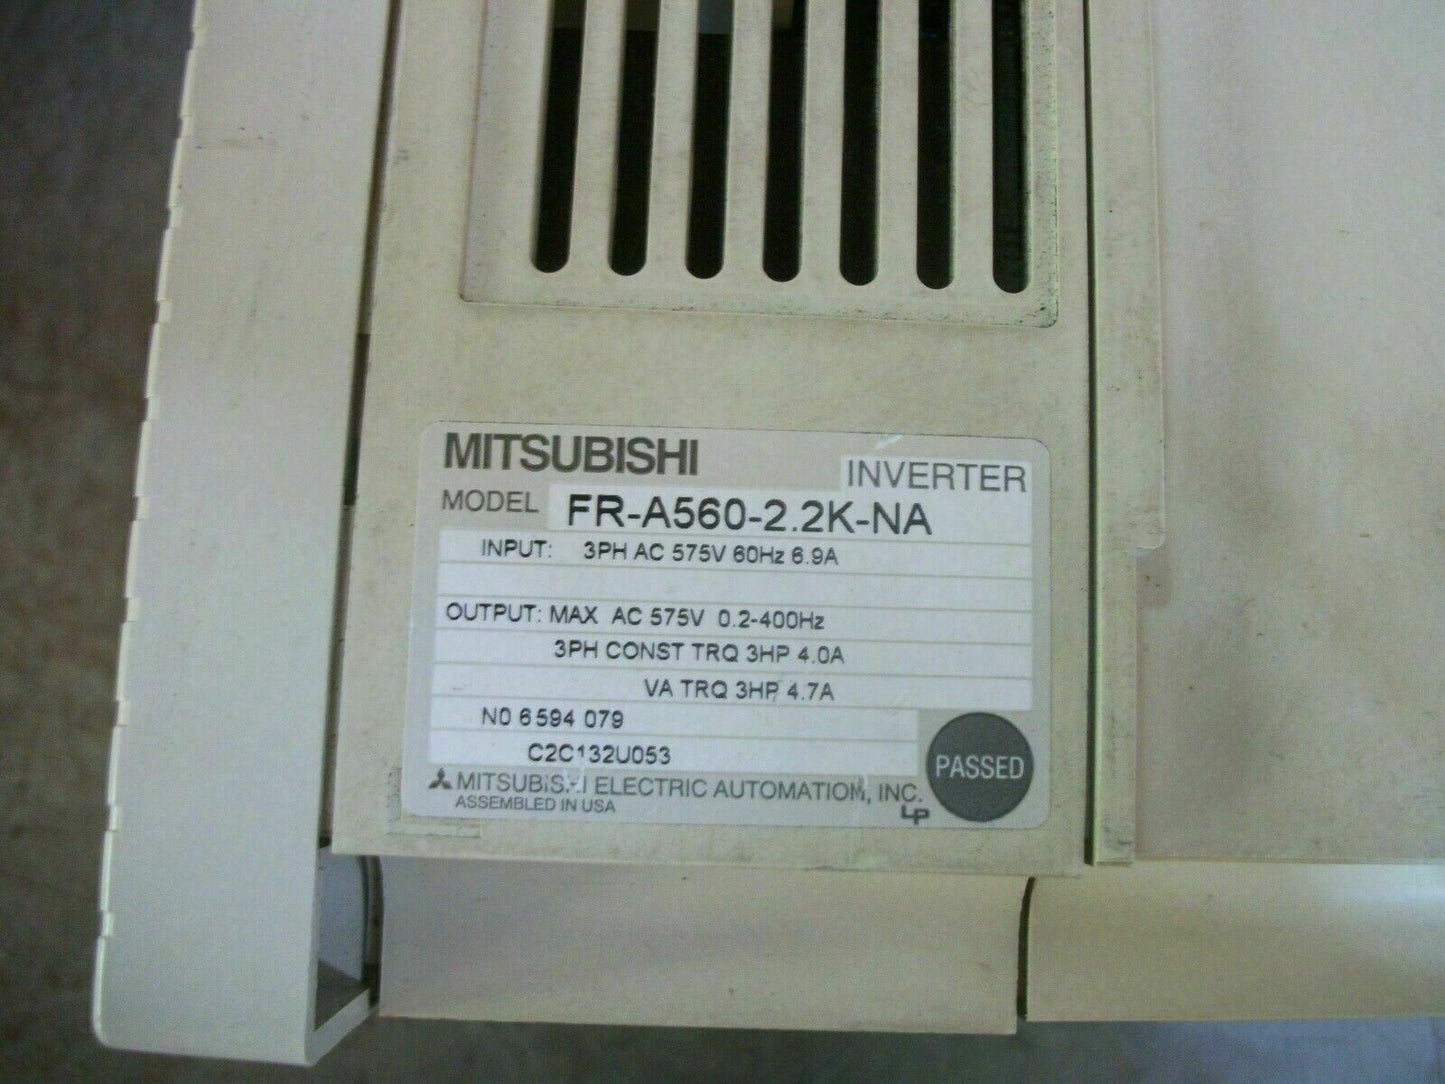 MITSUBISHI
INVERTER
MODEL FR-A560-2.2K-NA
INPUT: 3PH AC 575V 60Hz 6.9A
OUTPUT: MAX AC 575V 0.2-400Hz
3PH CONST TRQ 3HP 4.0A
VA TRQ 3HP 4.7A
N0 6594 079
C2C132U053
PASSED
MITSUBISHI ELECTRIC AUTOMATION, INC.
ASSEMBLED IN USA
LP